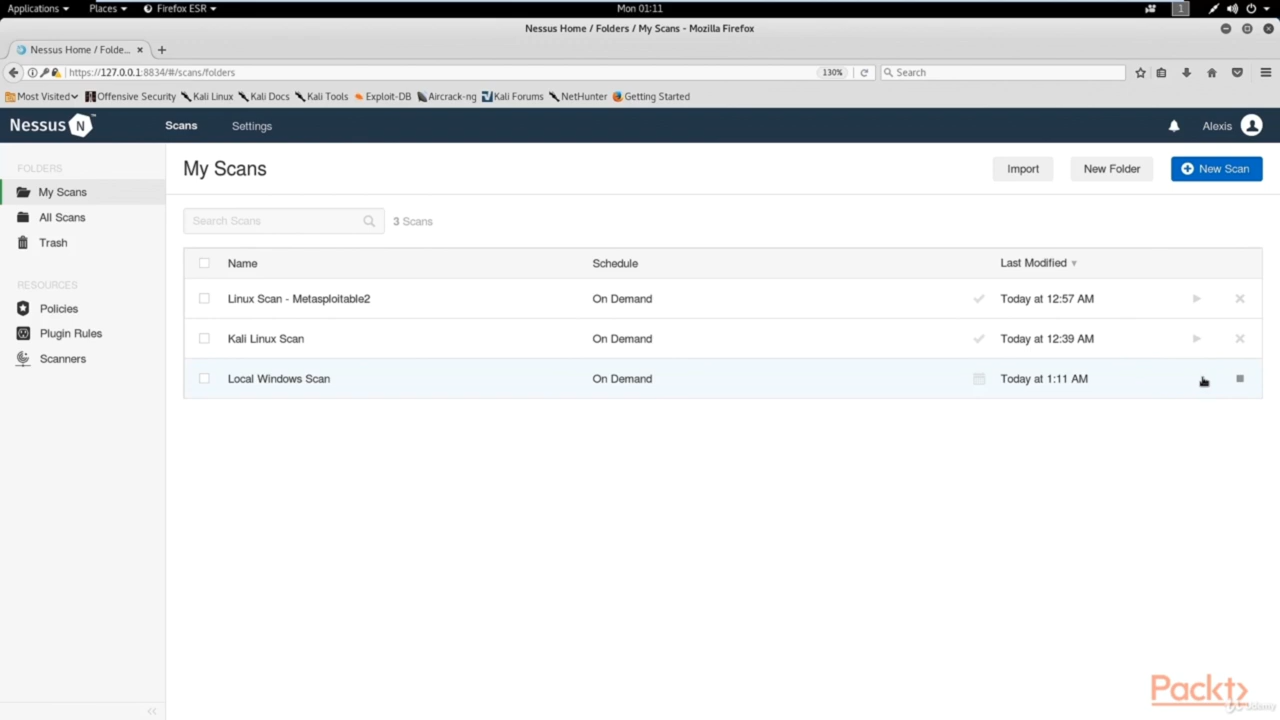 Applications Places Firefox ESR Mon 01:11 1
Nessus Home / Folders / My Scans - Mozilla Firefox
Nessus Home / Folde... × +
https://127.0.0.1:8834/#/scans/folders 130% Search
Most Visited Offensive Security Kali Linux Kali Docs Kali Tools Exploit-DB Aircrack-ng Kali Forums NetHunter Getting Started
Nessus N Scans Settings Alexis
FOLDERS
My Scans
All Scans
Trash
RESOURCES
Policies
Plugin Rules
Scanners
My Scans Import New Folder New Scan
Search Scans 3 Scans
Name Schedule Last Modified
Linux Scan - Metasploitable2 On Demand Today at 12:57 AM
Kali Linux Scan On Demand Today at 12:39 AM
Local Windows Scan On Demand Today at 1:11 AM
Packt
Udemy